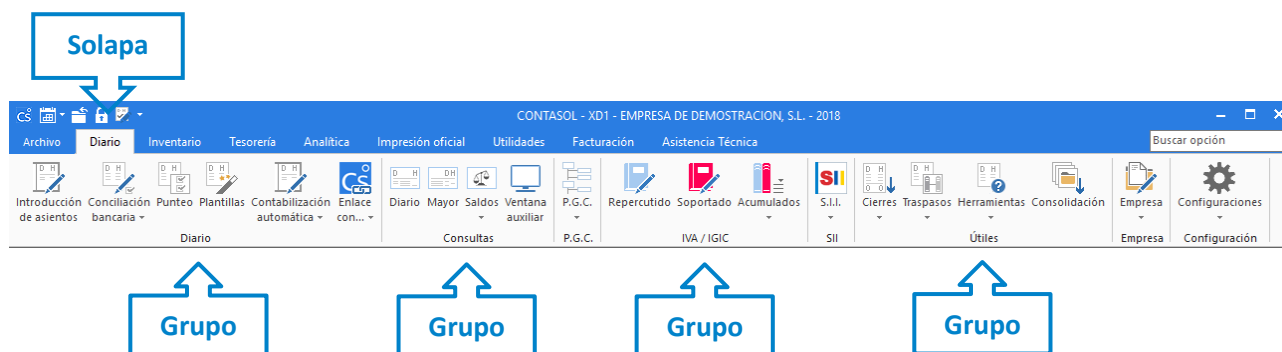 Solapa
CONTASOL - XD1 - EMPRESA DE DEMOSTRACION, S.L. - 2018
Archivo Diario Inventario Tesorería Analítica Impresión oficial Utilidades Facturación Asistencia Técnica Buscar opción
Introducción de asientos Conciliación bancaria Punteo Plantillas Contabilización automática Enlace con... Diario Mayor Saldos Ventana auxiliar P.G.C. Repercutido Soportado Acumulados S.I.I. Cierres Traspasos Herramientas Consolidación Empresa Configuraciones
Diario Consultas P.G.C. IVA / IGIC SII Útiles Empresa Configuración
Grupo Grupo Grupo Grupo